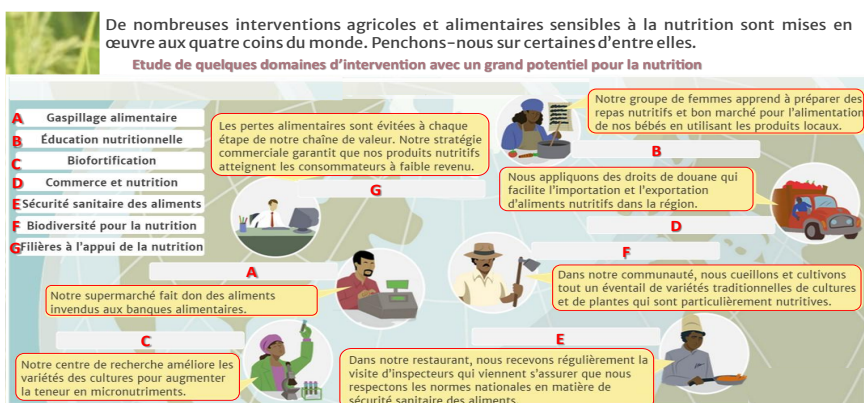 De nombreuses interventions agricoles et alimentaires sensibles à la nutrition sont mises en
œuvre aux quatre coins du monde. Penchons-nous sur certaines d'entre elles.
Etude de quelques domaines d'intervention avec un grand potentiel pour la nutrition
A Gaspillage alimentaire
B Éducation nutritionnelle
C Biofortification
D Commerce et nutrition
E Sécurité sanitaire des aliments
F Biodiversité pour la nutrition
G Filières à l'appui de la nutrition
Les pertes alimentaires sont évitées à chaque
étape de notre chaîne de valeur. Notre stratégie
commerciale garantit que nos produits nutritifs
atteignent les consommateurs à faible revenu.
G
Notre groupe de femmes apprend à préparer des
repas nutritifs et bon marché pour l'alimentation
de nos bébés en utilisant les produits locaux.
B
Nous appliquons des droits de douane qui
facilite l'importation et l'exportation
d'aliments nutritifs dans la région.
D
A
Notre supermarché fait don des aliments
invendus aux banques alimentaires.
F
Dans notre communauté, nous cueillons et cultivons
tout un éventail de variétés traditionnelles de cultures
et de plantes qui sont particulièrement nutritives.
C
Notre centre de recherche améliore les
variétés des cultures pour augmenter
la teneur en micronutriments.
E
Dans notre restaurant, nous recevons régulièrement la
visite d'inspecteurs qui viennent s'assurer que nous
respectons les normes nationales en matière de
sécurité sanitaire des aliments.